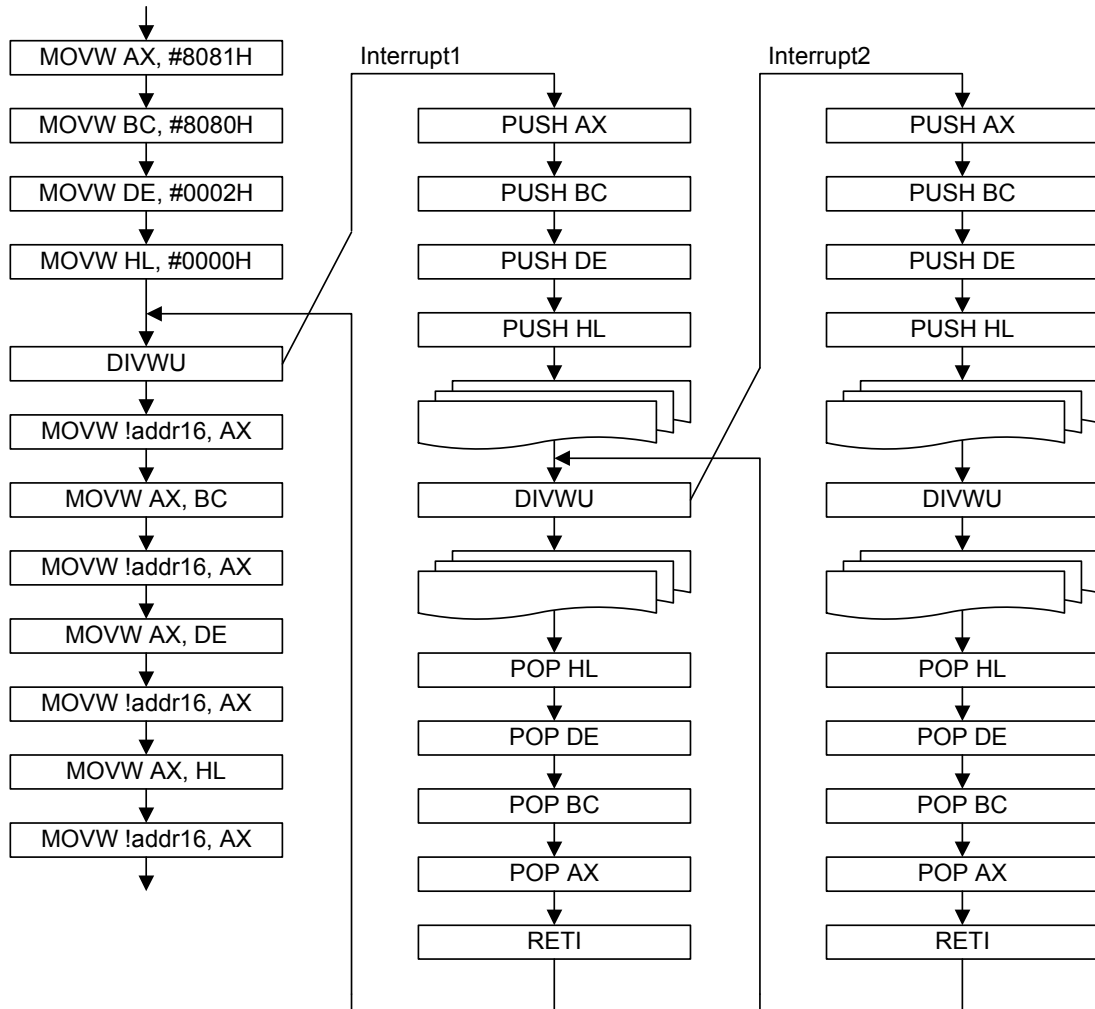 MOVW AX, #8081H
MOVW BC, #8080H
MOVW DE, #0002H
MOVW HL, #0000H
DIVWU
MOVW !addr16, AX
MOVW AX, BC
MOVW !addr16, AX
MOVW AX, DE
MOVW !addr16, AX
MOVW AX, HL
MOVW !addr16, AX
Interrupt1
PUSH AX
PUSH BC
PUSH DE
PUSH HL
DIVWU
POP HL
POP DE
POP BC
POP AX
RETI
Interrupt2
PUSH AX
PUSH BC
PUSH DE
PUSH HL
DIVWU
POP HL
POP DE
POP BC
POP AX
RETI